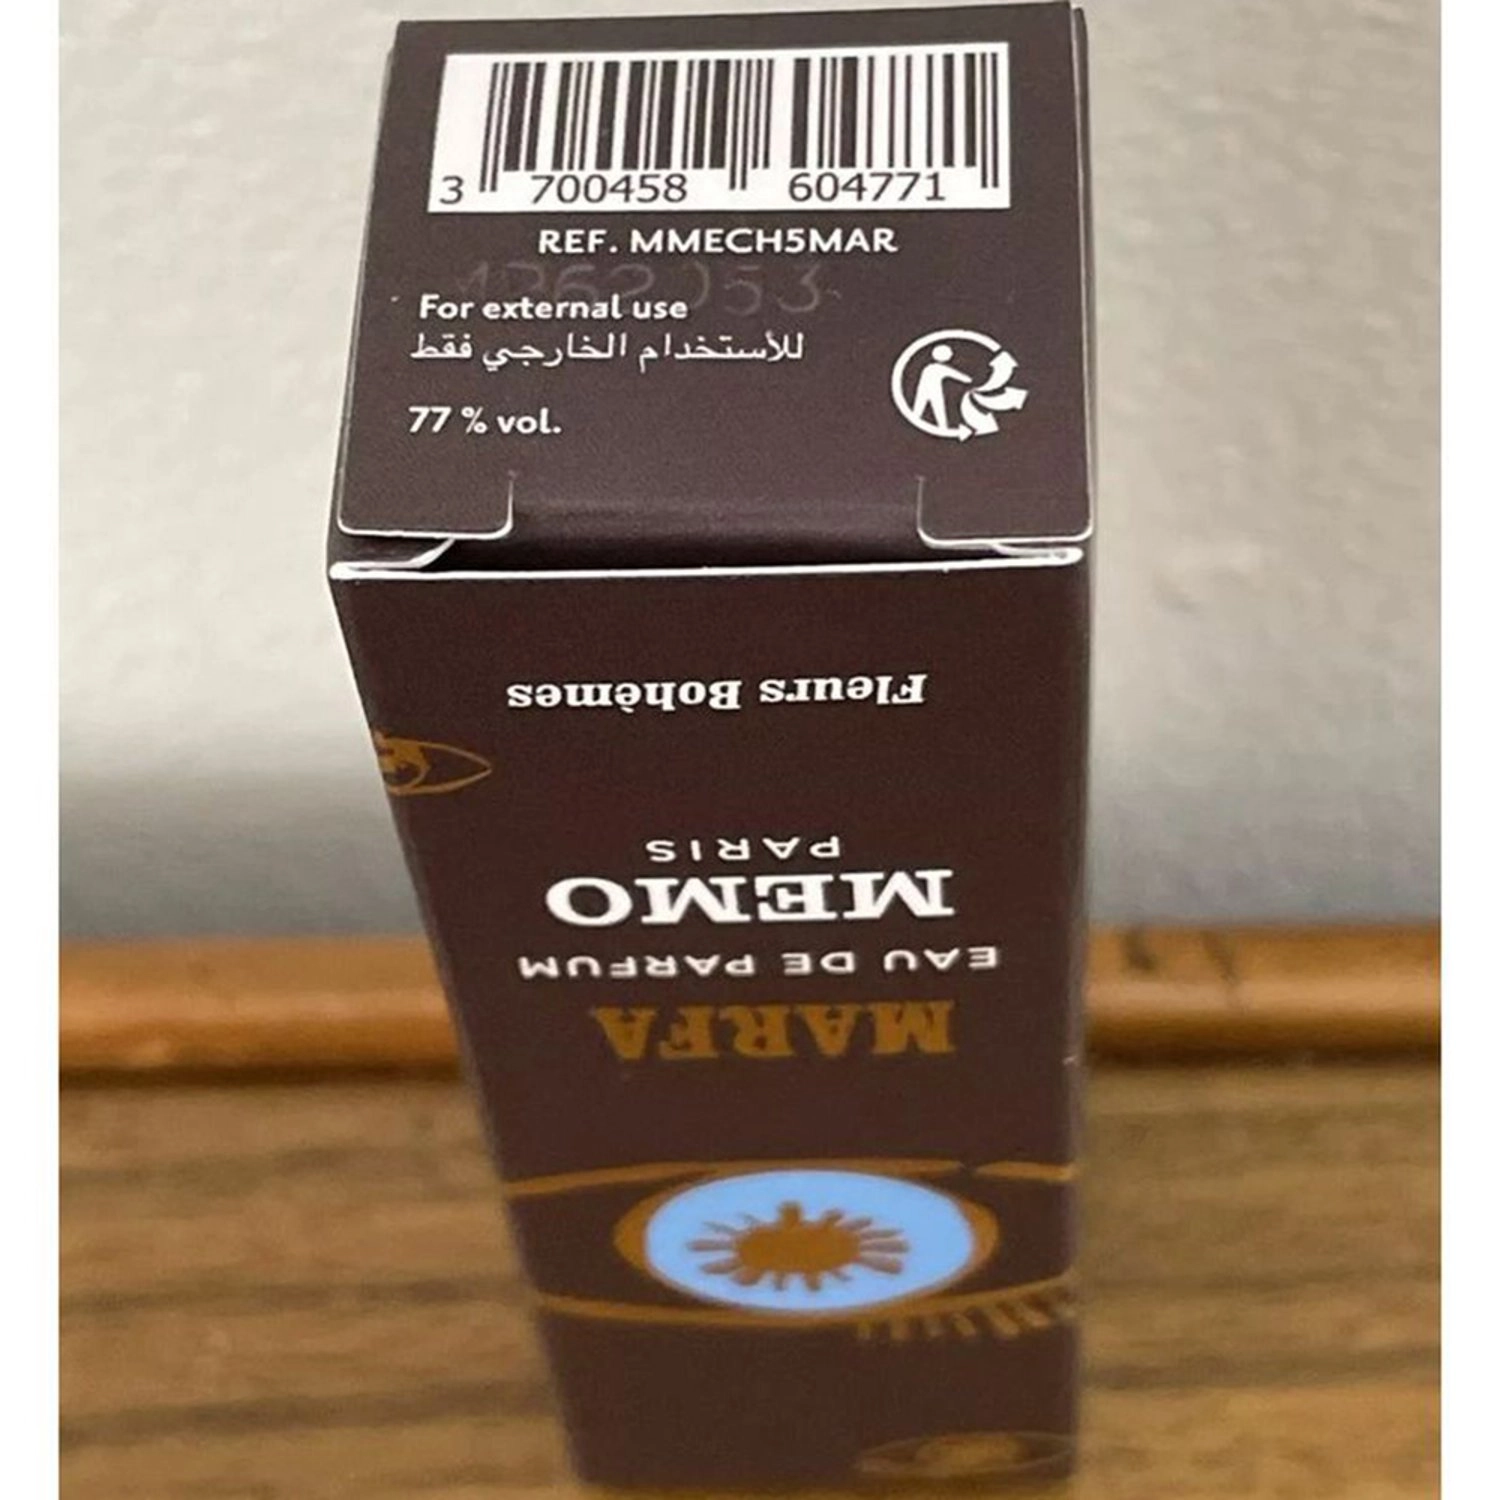 3 700458 604771
REF. MMECH5MAR
For external use
للأستخدام الخارجي فقط
77 % vol.
Fleurs Bohèmes
PARIS
MEMO
EAU DE PARFUM
MARFA